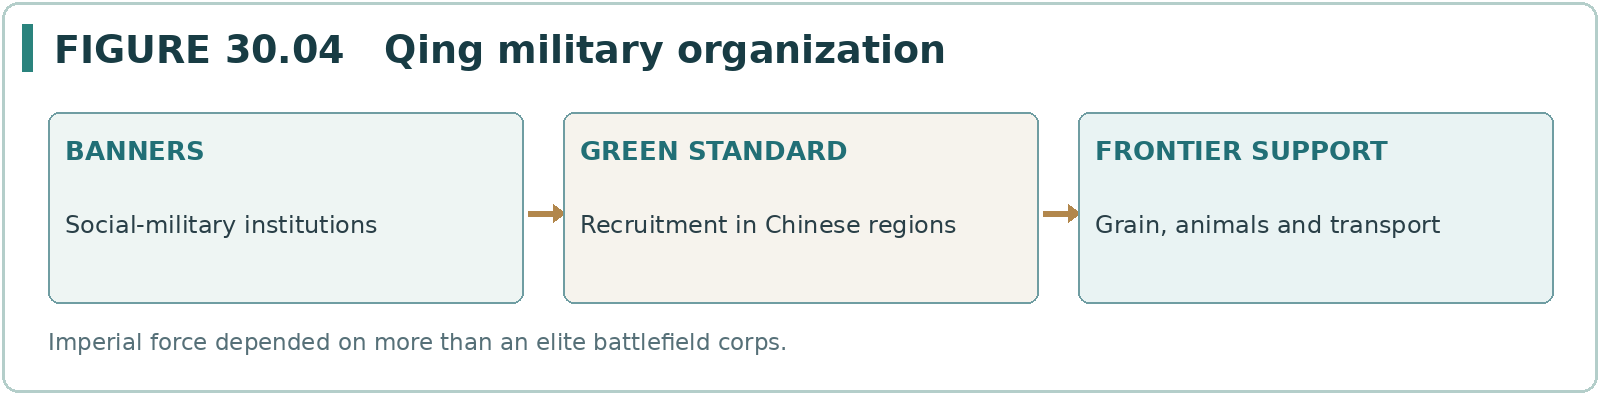 FIGURE 30.04 Qing military organization
BANNERS
Social-military institutions
GREEN STANDARD
Recruitment in Chinese regions
FRONTIER SUPPORT
Grain, animals and transport
Imperial force depended on more than an elite battlefield corps.